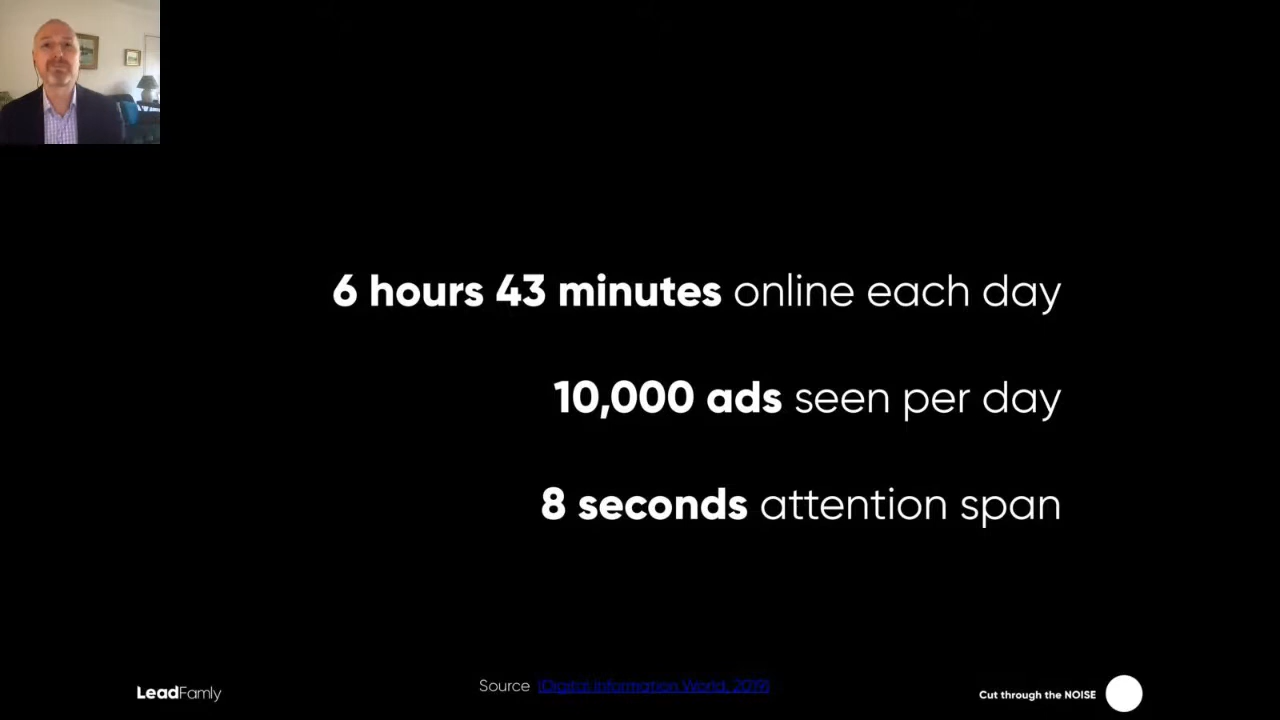 6 hours 43 minutes online each day
10,000 ads seen per day
8 seconds attention span
LeadFamly
Source (Digital Information World, 2019)
Cut through the NOISE